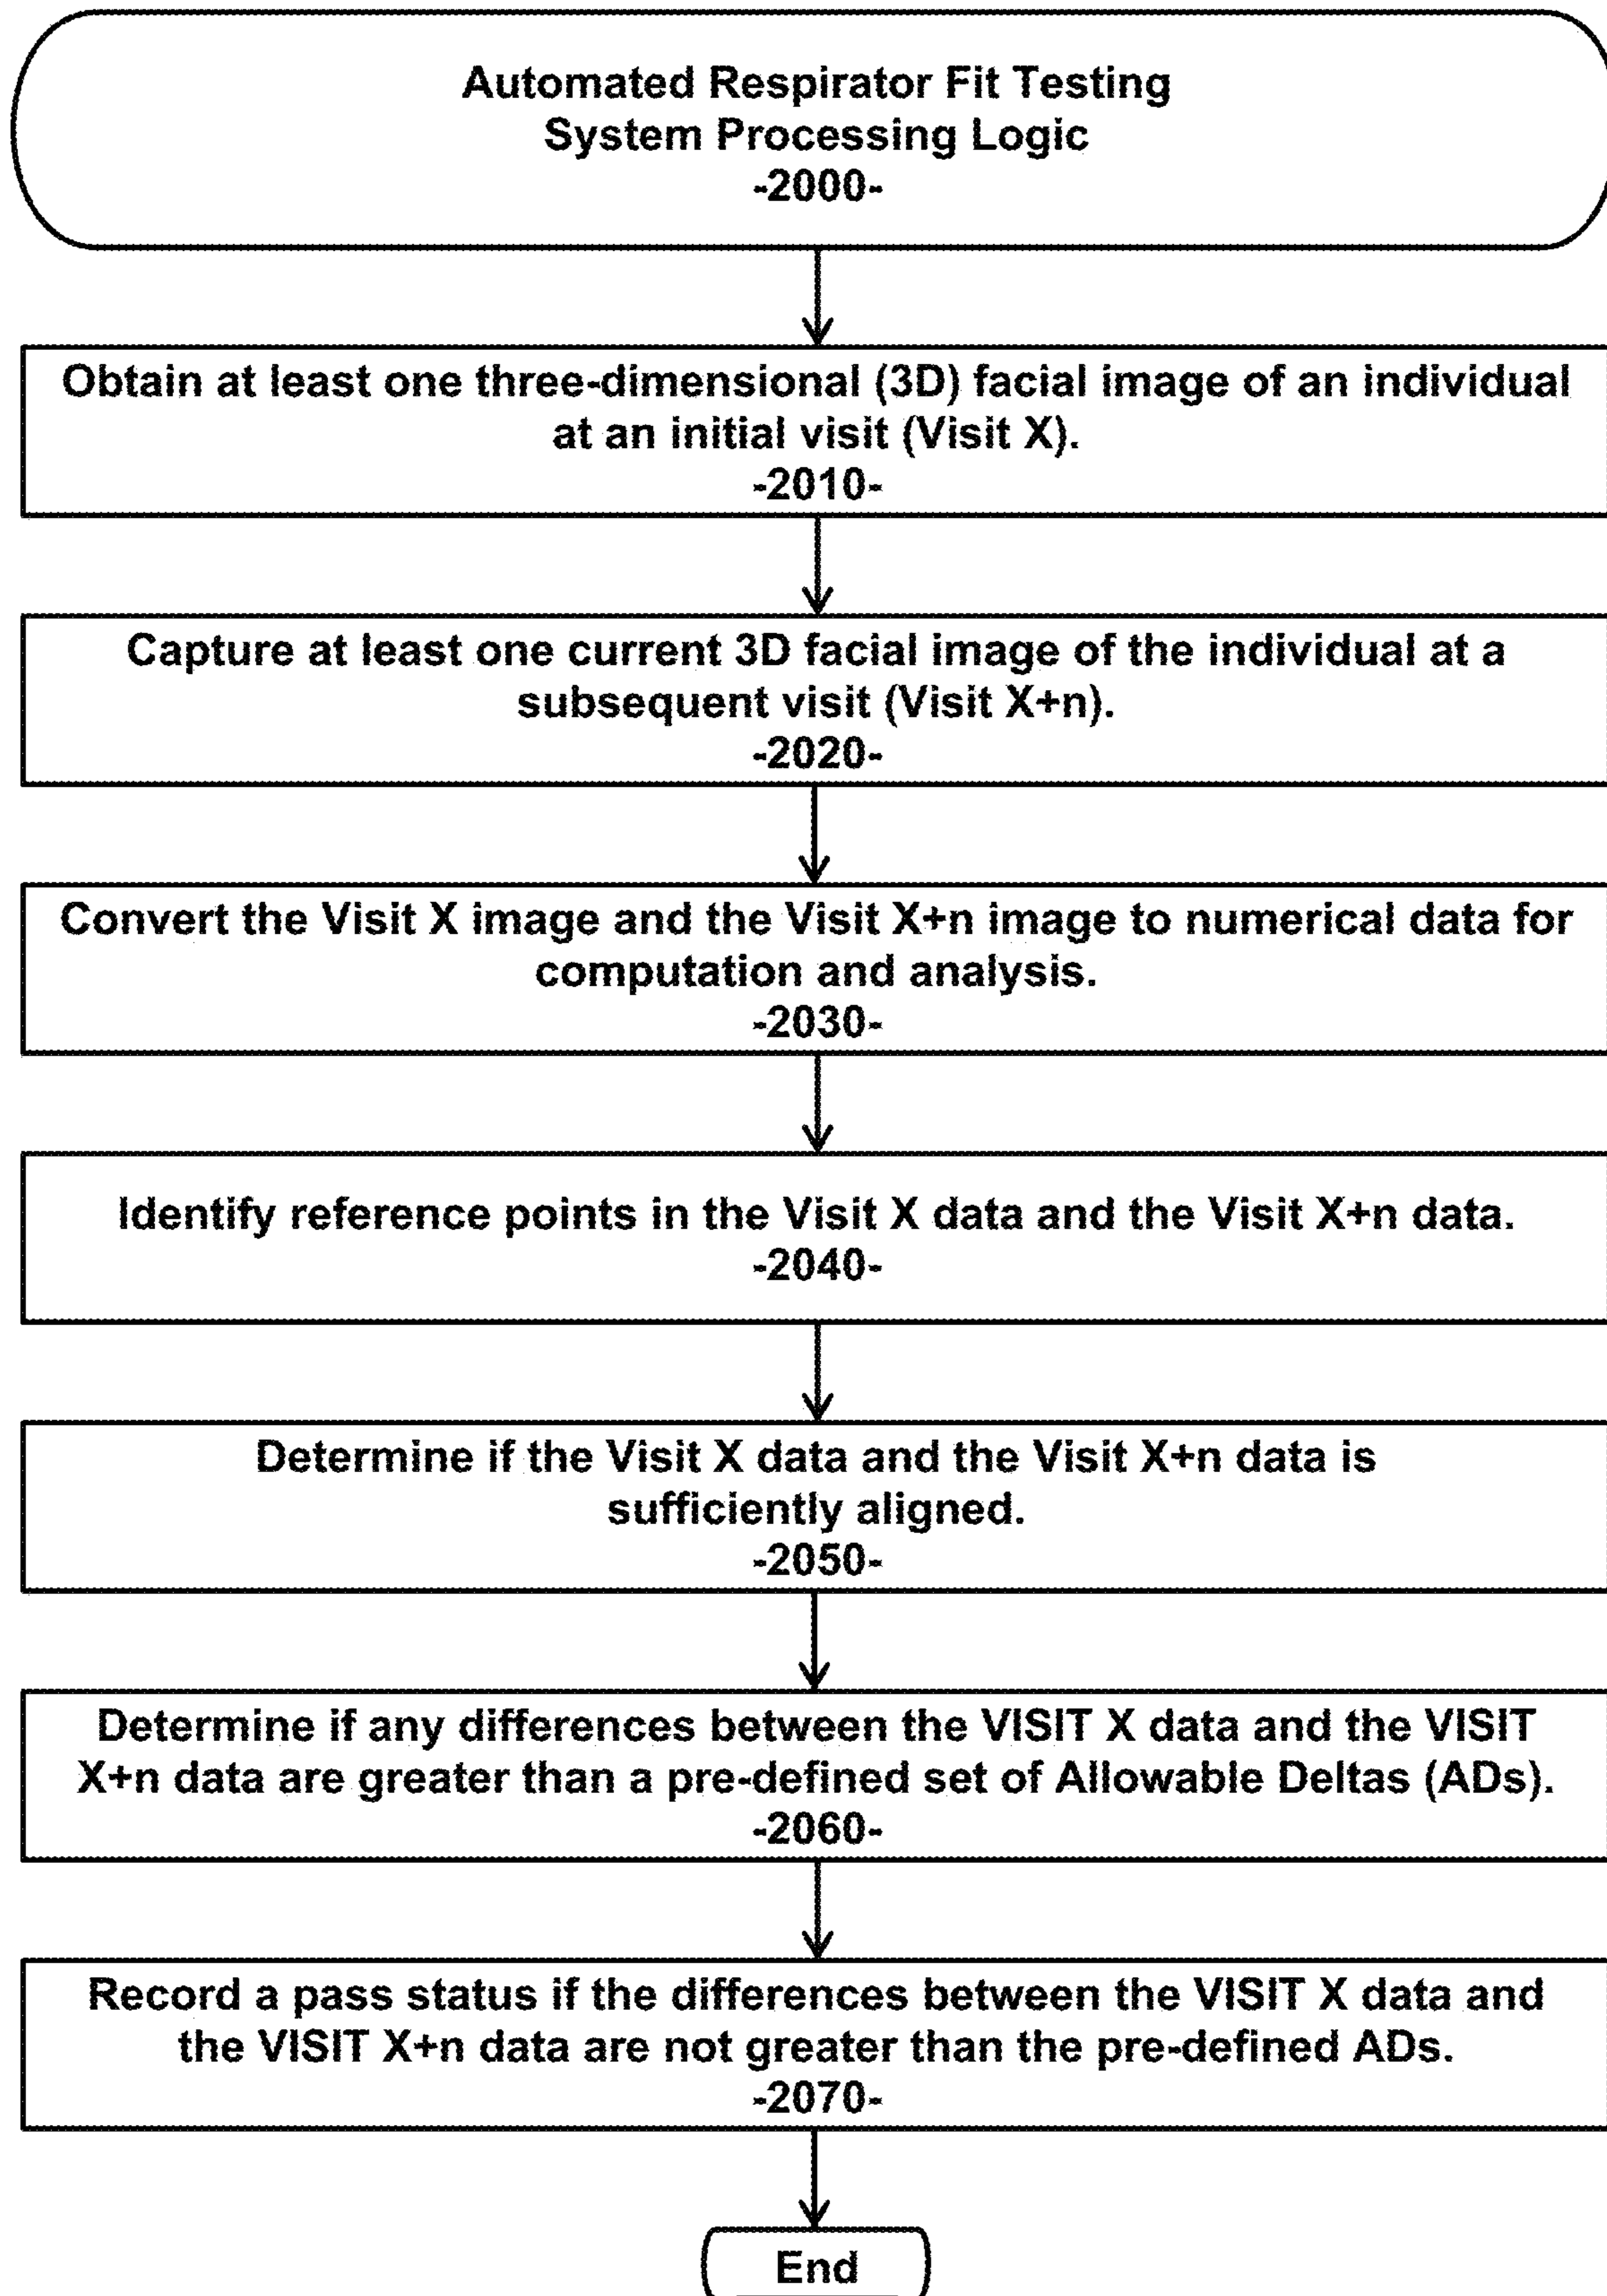 Automated Respirator Fit Testing
System Processing Logic
-2000-
Obtain at least one three-dimensional (3D) facial image of an individual
at an initial visit (Visit X).
-2010-
Capture at least one current 3D facial image of the individual at a
subsequent visit (Visit X+n).
-2020-
Convert the Visit X image and the Visit X+n image to numerical data for
computation and analysis.
-2030-
Identify reference points in the Visit X data and the Visit X+n data.
-2040-
Determine if the Visit X data and the Visit X+n data is
sufficiently aligned.
-2050-
Determine if any differences between the VISIT X data and the VISIT
X+n data are greater than a pre-defined set of Allowable Deltas (ADs).
-2060-
Record a pass status if the differences between the VISIT X data and
the VISIT X+n data are not greater than the pre-defined ADs.
-2070-
End